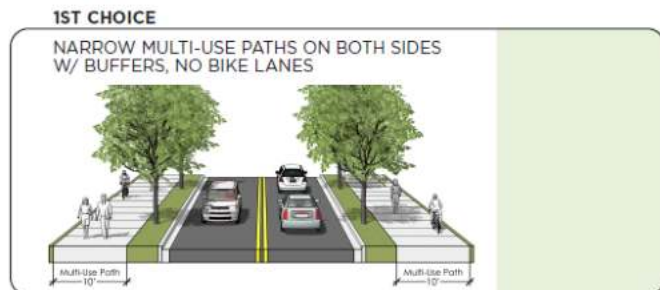 1ST CHOICE
NARROW MULTI-USE PATHS ON BOTH SIDES
W/ BUFFERS, NO BIKE LANES
Multi-Use Path
10'
Multi-Use Path
10'